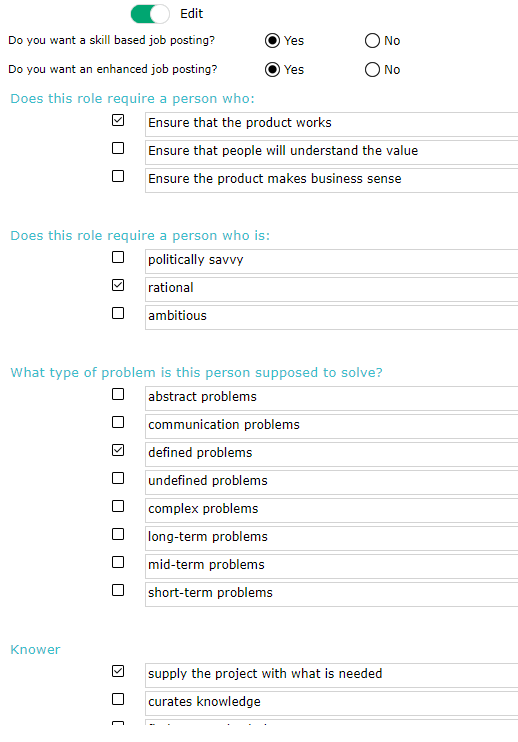 Edit
Do you want a skill based job posting? Yes No
Do you want an enhanced job posting? Yes No
Does this role require a person who:
Ensure that the product works
Ensure that people will understand the value
Ensure the product makes business sense
Does this role require a person who is:
politically savvy
rational
ambitious
What type of problem is this person supposed to solve?
abstract problems
communication problems
defined problems
undefined problems
complex problems
long-term problems
mid-term problems
short-term problems
Knower
supply the project with what is needed
curates knowledge